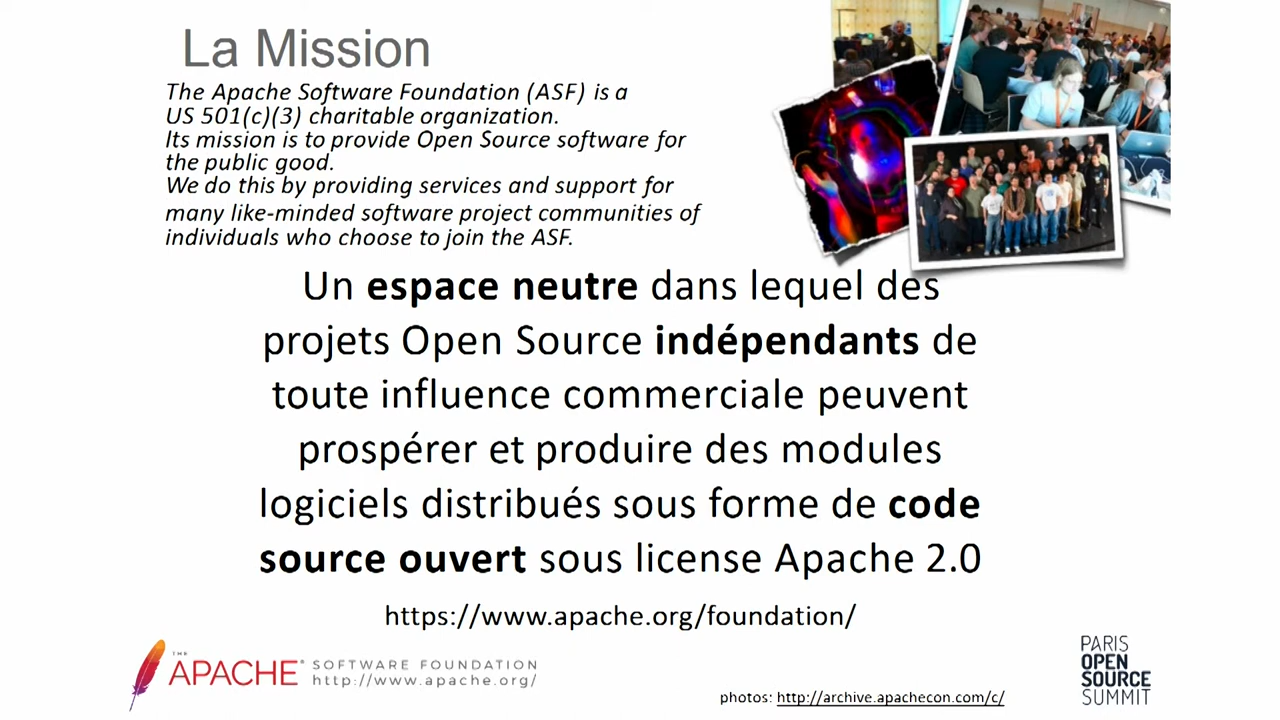 La Mission
The Apache Software Foundation (ASF) is a
US 501(c)(3) charitable organization.
Its mission is to provide Open Source software for
the public good.
We do this by providing services and support for
many like-minded software project communities of
individuals who choose to join the ASF.
Un espace neutre dans lequel des
projets Open Source indépendants de
toute influence commerciale peuvent
prospérer et produire des modules
logiciels distribués sous forme de code
source ouvert sous license Apache 2.0
https://www.apache.org/foundation/
THE
APACHE® SOFTWARE FOUNDATION
http://www.apache.org/
photos: http://archive.apachecon.com/c/
PARIS
OPEN
SOURCE
SUMMIT